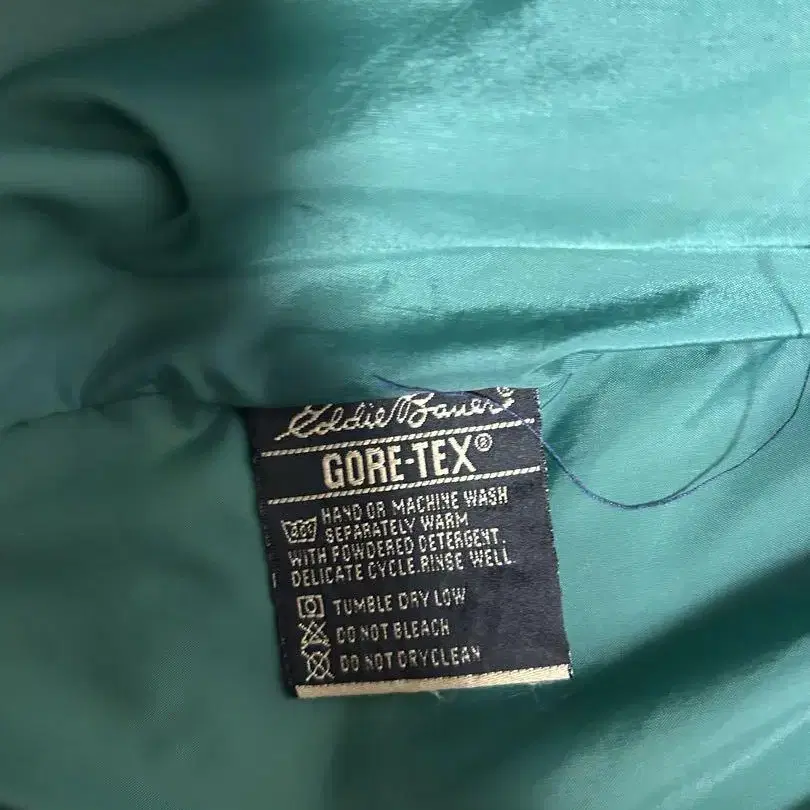 Eddie Bauer®
GORE-TEX®
HAND OR MACHINE WASH
SEPARATELY WARM
WITH POWDERED DETERGENT.
DELICATE CYCLE.RINSE WELL
TUMBLE DRY LOW
DO NOT BLEACH
DO NOT DRYCLEAN